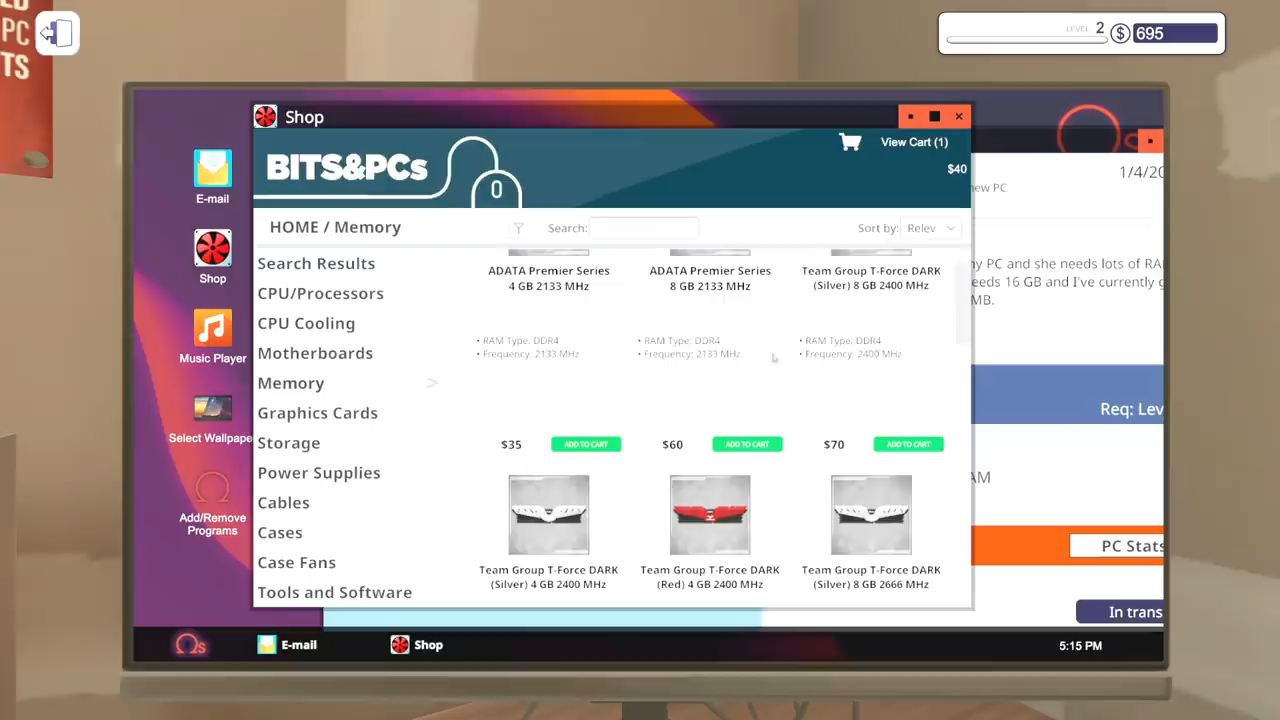 PC
TS
LEVEL 2 $ 695
Shop
BITS&PCs
View Cart (1)
$40
HOME / Memory
Search:
Sort by: Relev
Search Results
CPU/Processors
CPU Cooling
Motherboards
Memory >
Graphics Cards
Storage
Power Supplies
Cables
Cases
Case Fans
Tools and Software
ADATA Premier Series
4 GB 2133 MHz
• RAM Type: DDR4
• Frequency: 2133 MHz
$35 ADD TO CART
ADATA Premier Series
8 GB 2133 MHz
• RAM Type: DDR4
• Frequency: 2133 MHz
$60 ADD TO CART
Team Group T-Force DARK
(Silver) 8 GB 2400 MHz
• RAM Type: DDR4
• Frequency: 2400 MHz
$70 ADD TO CART
Team Group T-Force DARK
(Silver) 4 GB 2400 MHz
Team Group T-Force DARK
(Red) 4 GB 2400 MHz
Team Group T-Force DARK
(Silver) 8 GB 2666 MHz
E-mail
Shop
Music Player
Select Wallpape
Add/Remove
Programs
1/4/20
new PC
ny PC and she needs lots of RA
eeds 16 GB and I've currently g
MB.
Req: Lev
AM
PC Stats
In trans
Ωs
E-mail
Shop
5:15 PM